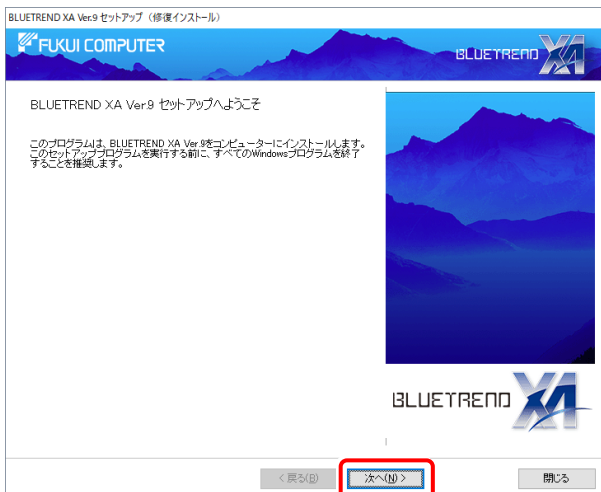 BLUETREND XA Ver.9 セットアップ（修復インストール）
FUKUI COMPUTER
BLUETREND XA
BLUETREND XA Ver.9 セットアップへようこそ
このプログラムは、BLUETREND XA Ver.9をコンピューターにインストールします。
このセットアッププログラムを実行する前に、すべてのWindowsプログラムを終了
することを推奨します。
BLUETREND XA
< 戻る(B)
次へ(N) >
閉じる